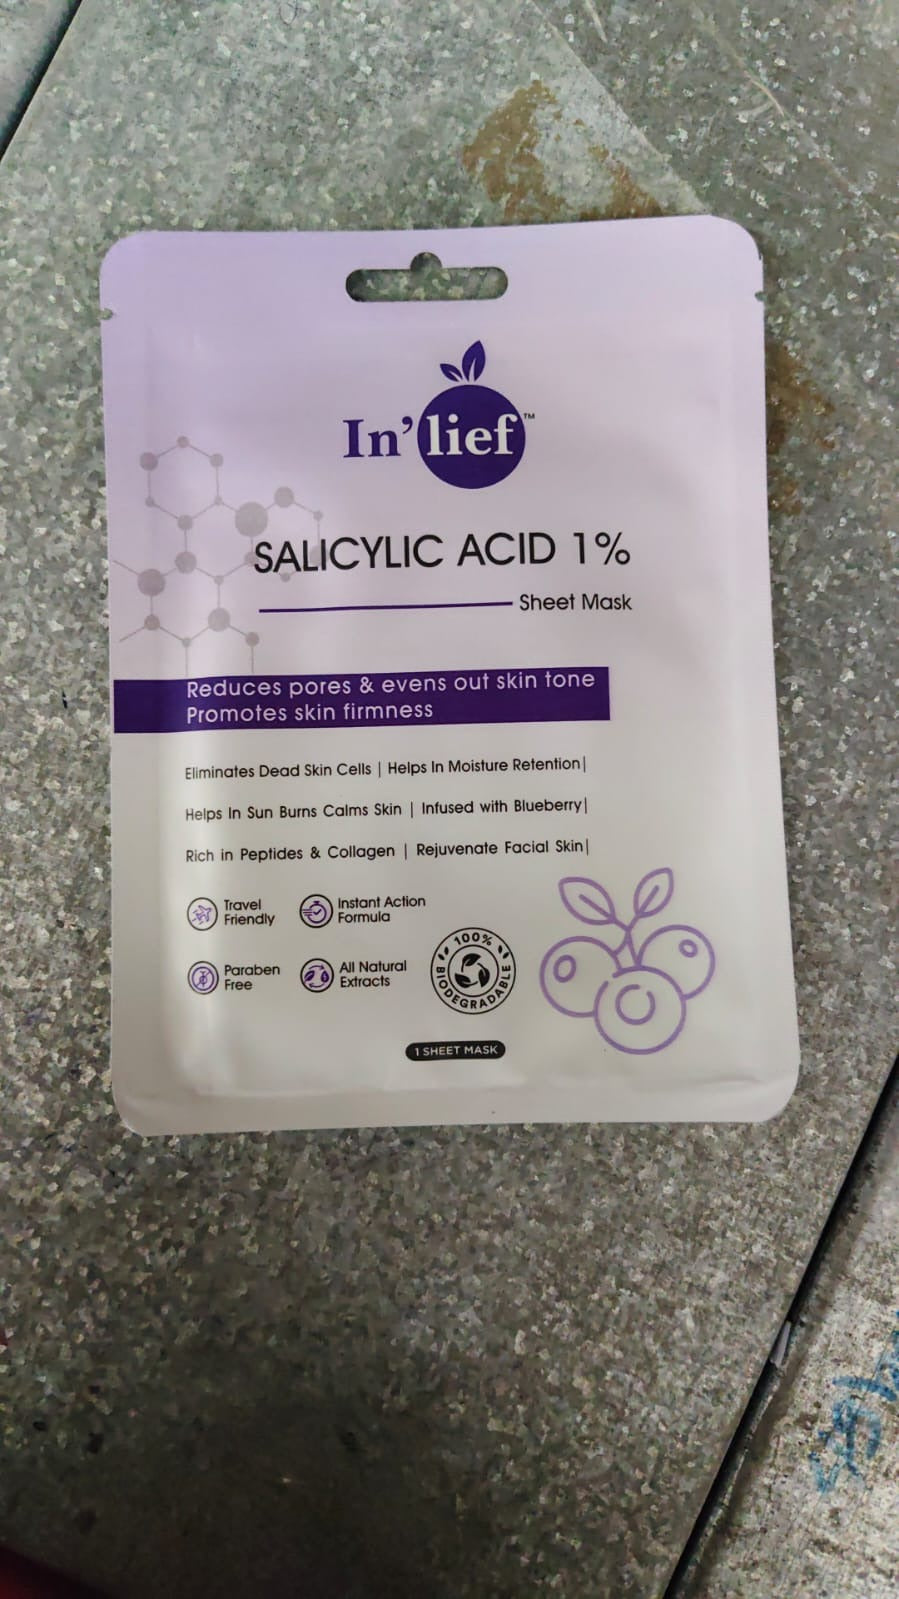 In'lief™
SALICYLIC ACID 1%
Sheet Mask
Reduces pores & evens out skin tone
Promotes skin firmness
Eliminates Dead Skin Cells | Helps In Moisture Retention|
Helps In Sun Burns Calms Skin | Infused with Blueberry|
Rich in Peptides & Collagen | Rejuvenate Facial Skin|
Travel
Friendly
Instant Action
Formula
Paraben
Free
All Natural
Extracts
100%
BIODEGRADABLE
1 SHEET MASK